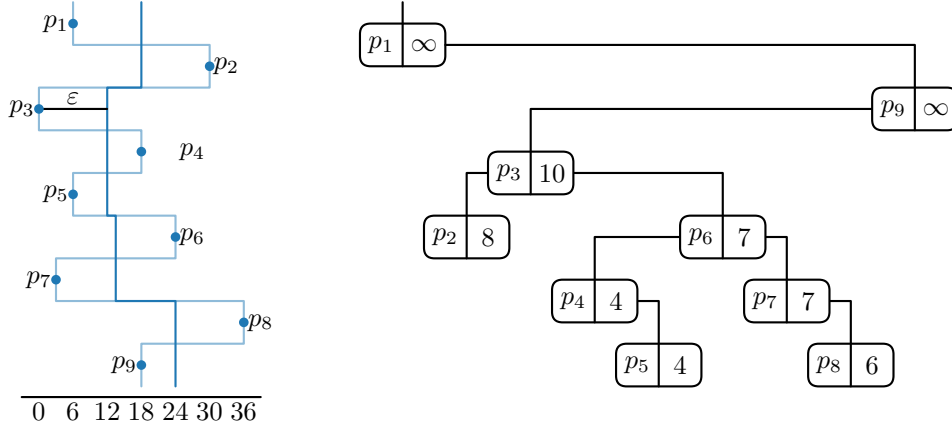 p₁ p₁ ∞
p₂
p₃ ε p₉ ∞
p₄ p₃ 10
p₅
p₆ p₂ 8 p₆ 7
p₇ p₄ 4 p₇ 7
p₈
p₉ p₅ 4 p₈ 6
0 6 12 18 24 30 36